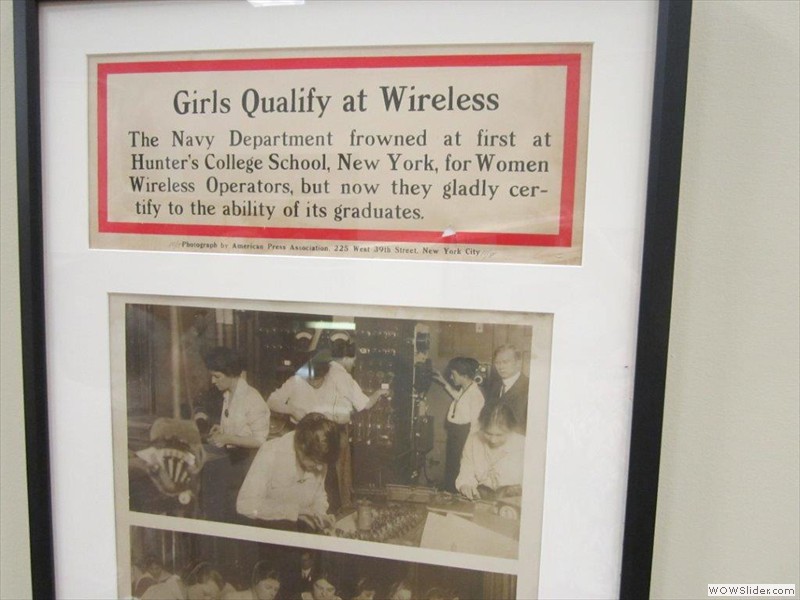 Girls Qualify at Wireless
The Navy Department frowned at first at
Hunter's College School, New York, for Women
Wireless Operators, but now they gladly cer-
tify to the ability of its graduates.
Photograph by American Press Association, 225 West 39th Street, New York City
WOWSlider.com